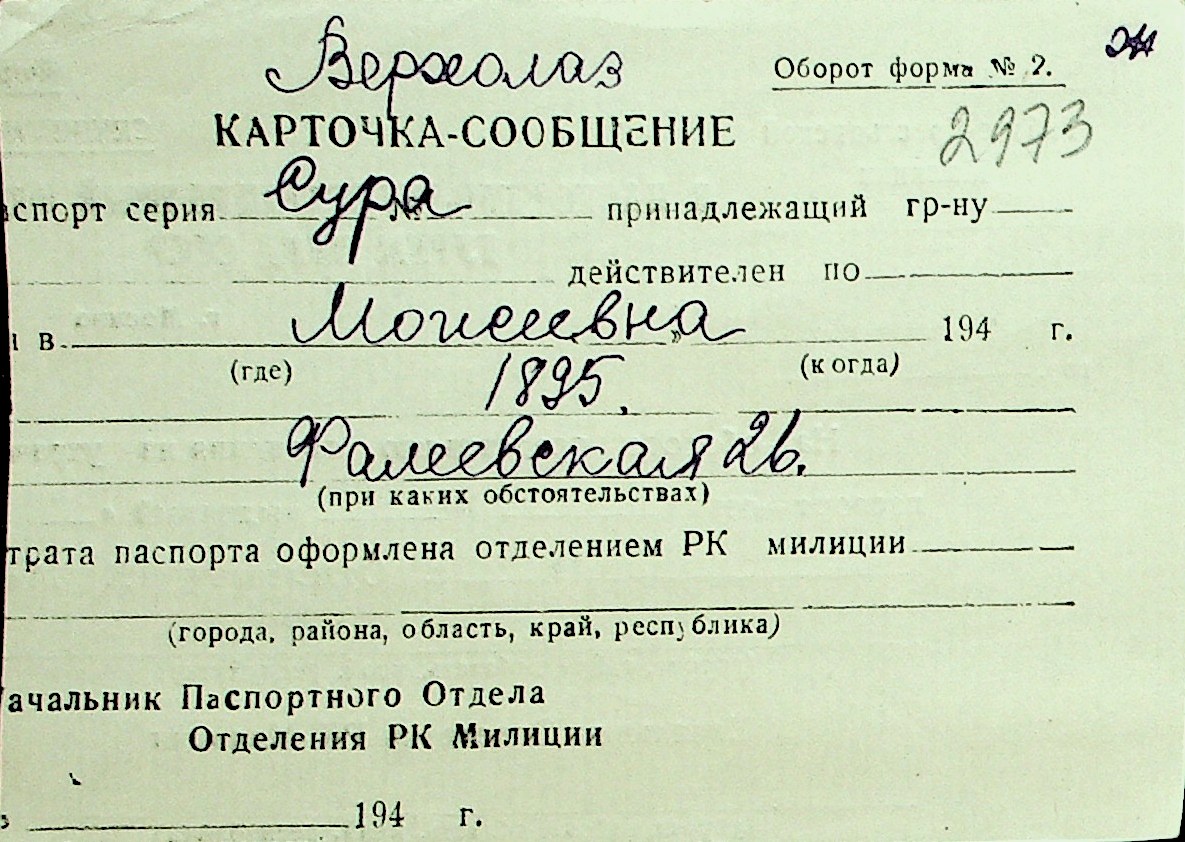 Верхолаз
Оборот форма № 2.
КАРТОЧКА-СООБЩЕНИЕ
2973
Сура
аспорт серия № принадлежащий гр-ну
действителен по
Моисеевна
в " 194 г.
(где) (когда)
1895.
Фалеевская 26.
(при каких обстоятельствах)
трата паспорта оформлена отделением РК милиции
(города, района, область, край, республика)
Начальник Паспортного Отдела
Отделения РК Милиции
194 г.